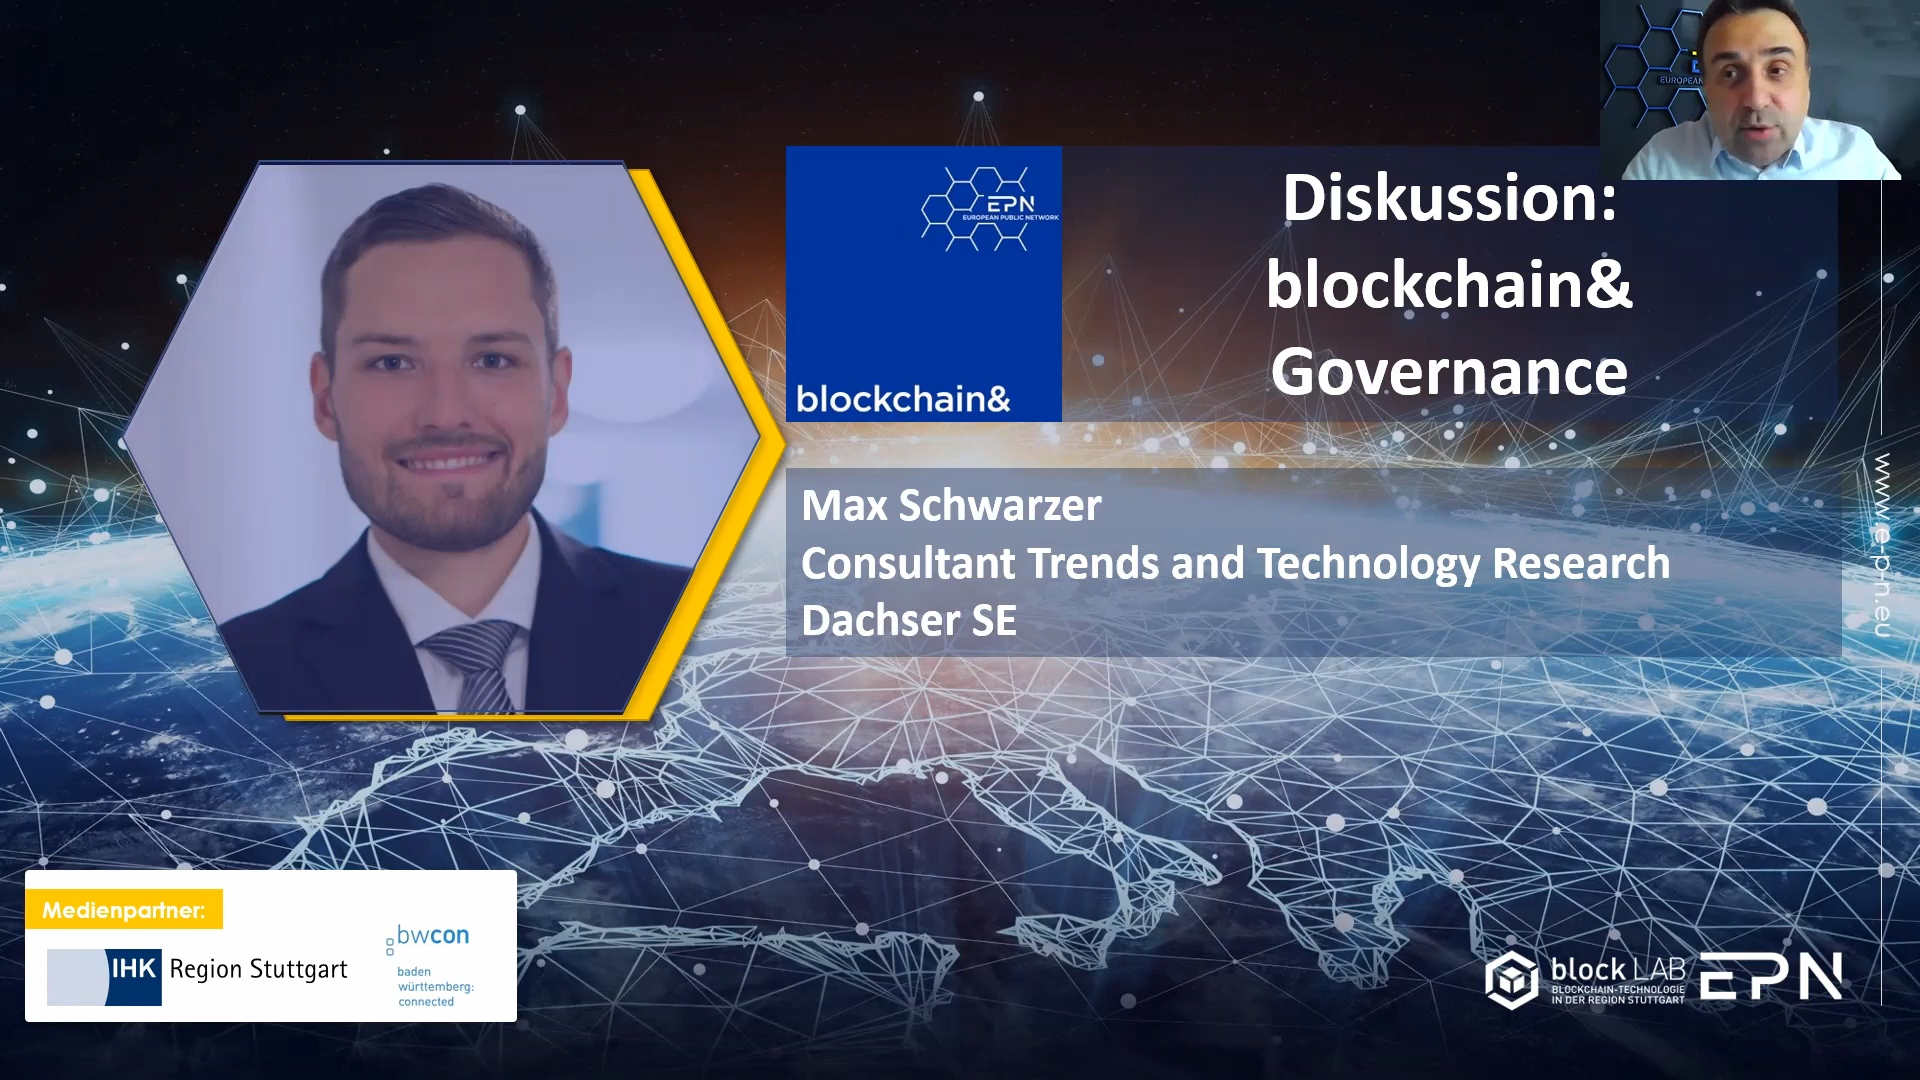 EUROPEAN
EPN
EUROPEAN PUBLIC NETWORK
blockchain&
Diskussion:
blockchain&
Governance
Max Schwarzer
Consultant Trends and Technology Research
Dachser SE
www.e-p-n.eu
Medienpartner:
IHK Region Stuttgart
bwcon
baden
württemberg:
connected
block LAB
BLOCKCHAIN-TECHNOLOGIE
IN DER REGION STUTTGART
EPN